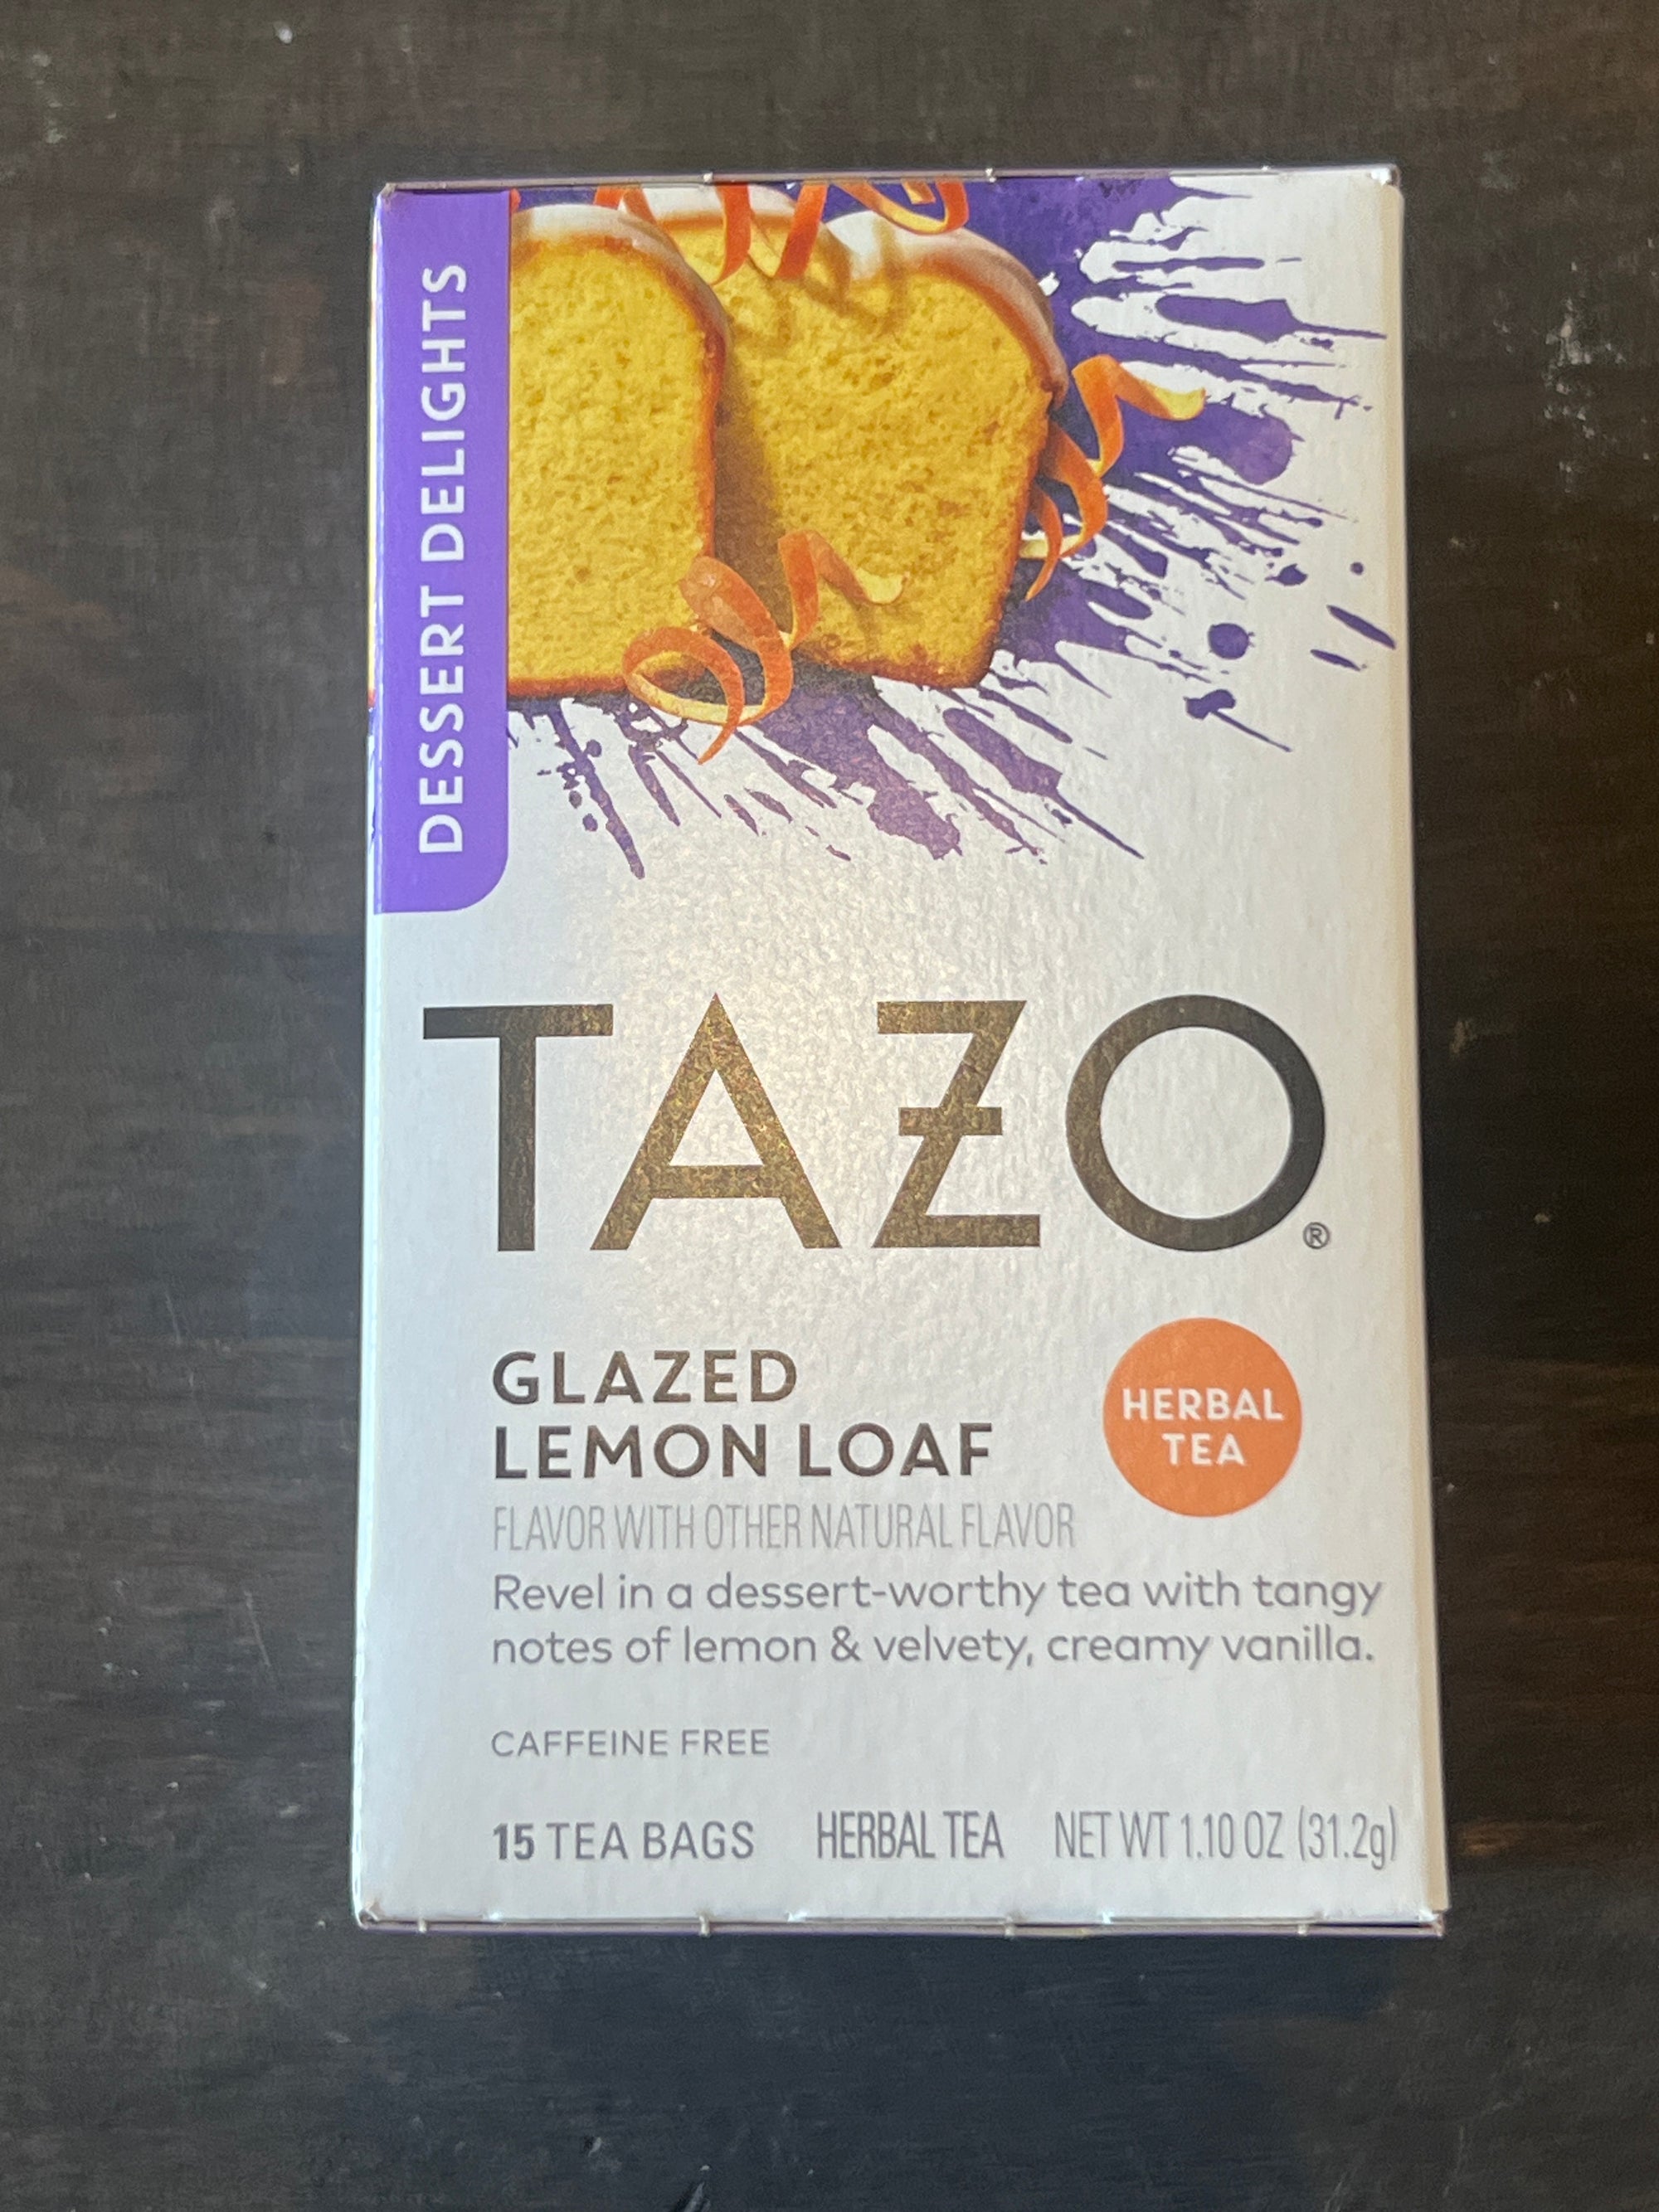 DESSERT DELIGHTS
TAZO®
GLAZED
LEMON LOAF
HERBAL
TEA
FLAVOR WITH OTHER NATURAL FLAVOR
Revel in a dessert-worthy tea with tangy
notes of lemon & velvety, creamy vanilla.
CAFFEINE FREE
15 TEA BAGS HERBAL TEA NET WT 1.10 OZ (31.2g)